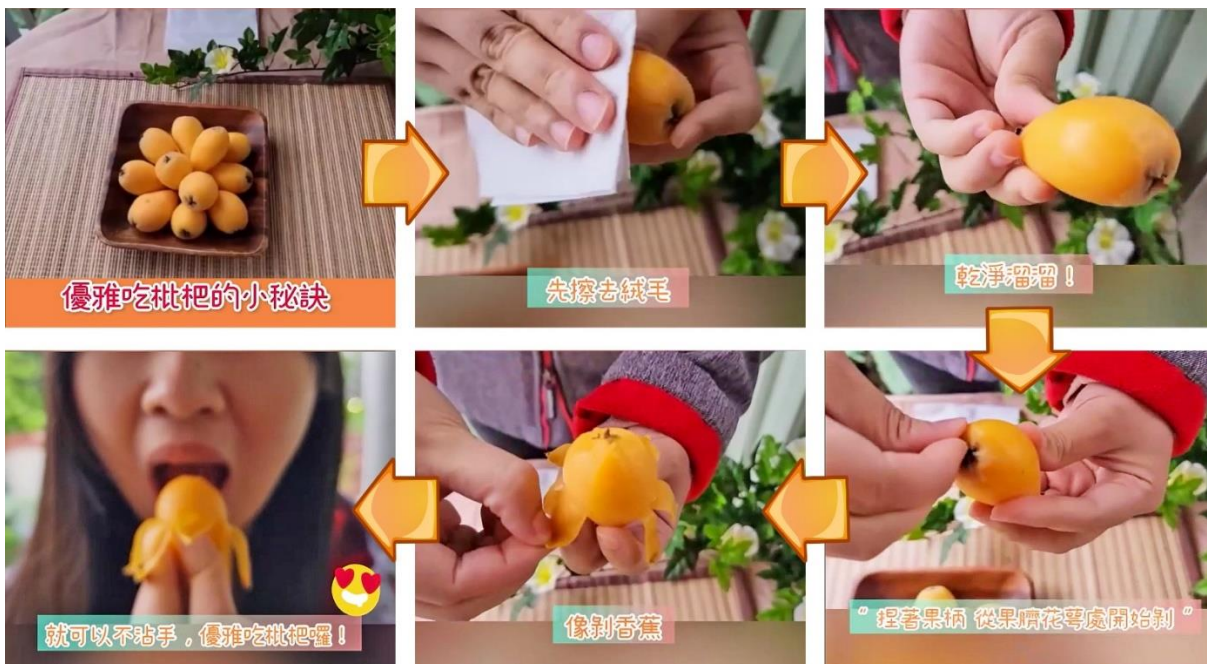 優雅吃枇杷的小秘訣
先擦去絨毛
乾淨溜溜！
“ 捏著果柄 從果臍花萼處開始剝 ”
像剝香蕉
就可以不沾手，優雅吃枇杷囉！